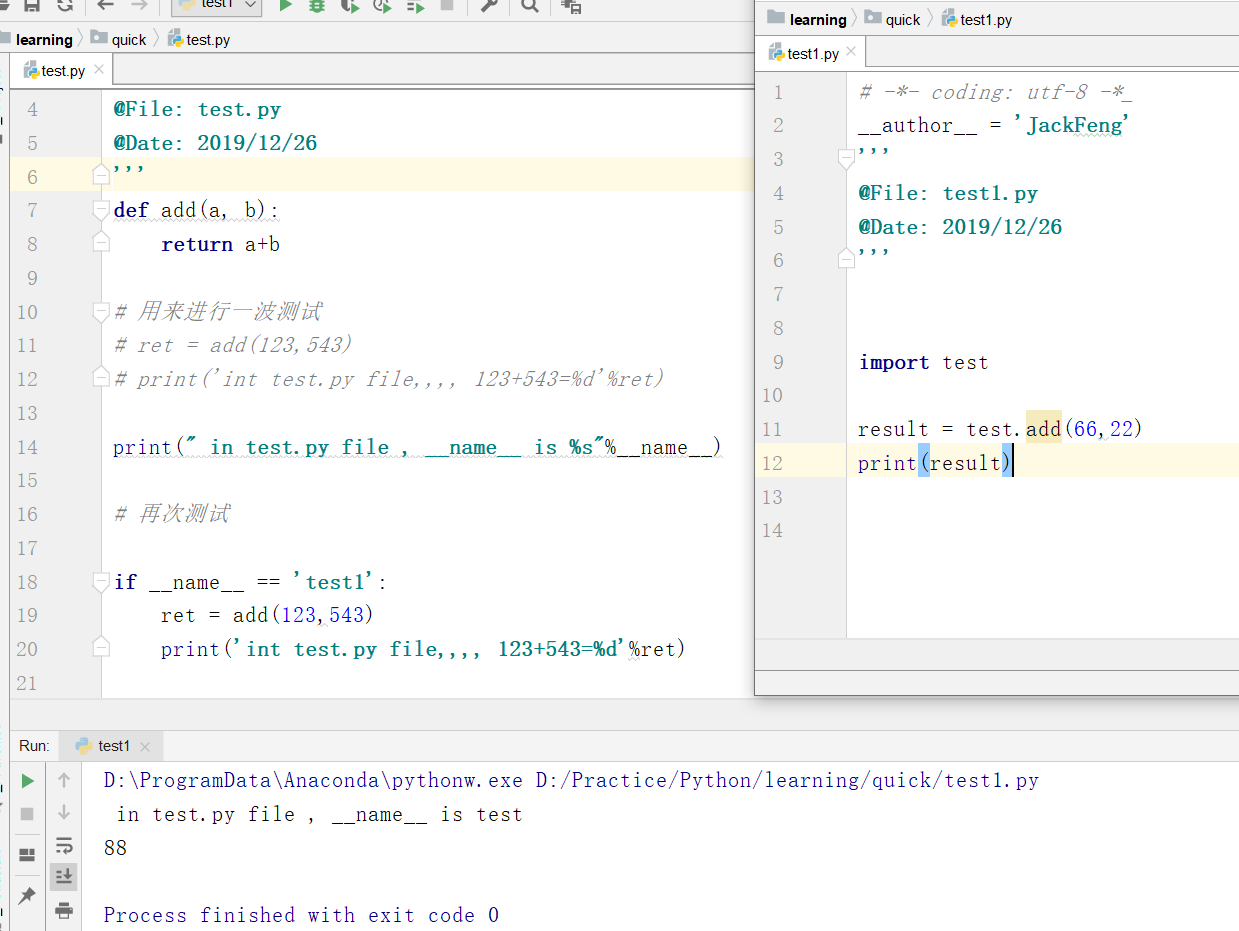 test1
learning quick test.py
test.py
4 @File: test.py
5 @Date: 2019/12/26
6 '''
7 def add(a, b):
8 return a+b
9
10 # 用来进行一波测试
11 # ret = add(123,543)
12 # print('int test.py file,,,, 123+543=%d'%ret)
13
14 print(" in test.py file , __name__ is %s"%__name__)
15
16 # 再次测试
17
18 if __name__ == 'test1':
19 ret = add(123,543)
20 print('int test.py file,,,, 123+543=%d'%ret)
21
learning quick test1.py
test1.py
1 # -*- coding: utf-8 -*_
2 __author__ = 'JackFeng'
3 '''
4 @File: test1.py
5 @Date: 2019/12/26
6 '''
7
8
9 import test
10
11 result = test.add(66,22)
12 print(result)
13
14
Run: test1
D:\ProgramData\Anaconda\pythonw.exe D:/Practice/Python/learning/quick/test1.py
in test.py file , __name__ is test
88
Process finished with exit code 0